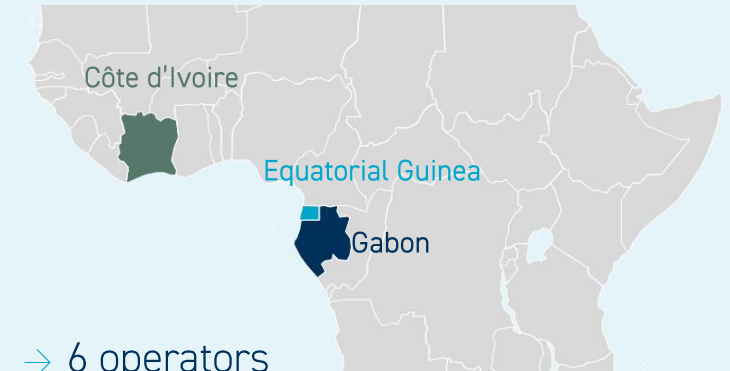 Côte d'Ivoire
Equatorial Guinea
Gabon
→ 6 operators